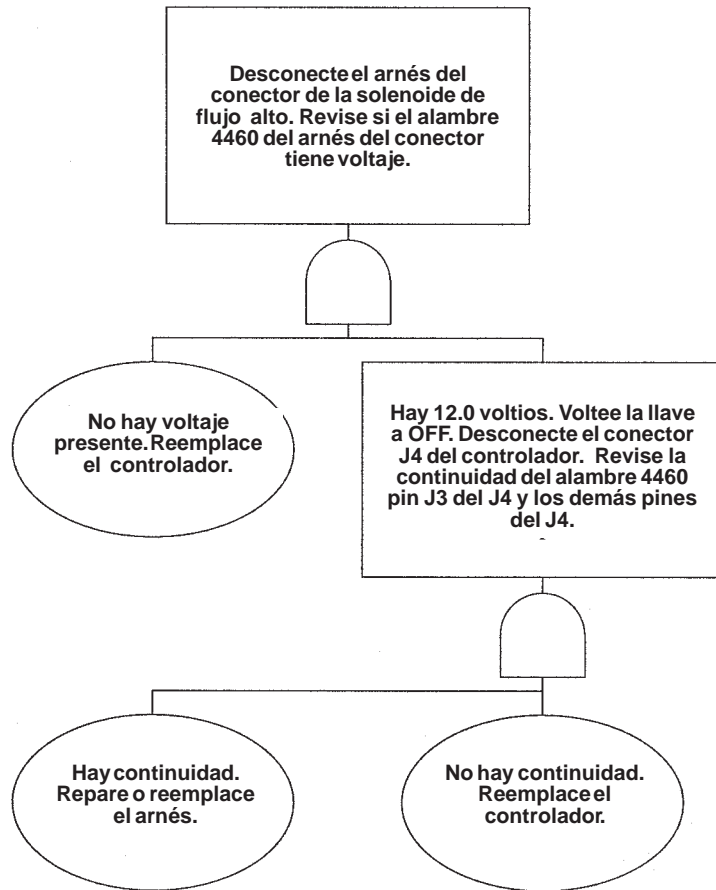 Desconecte el arnés del
conector de la solenoide de
flujo alto. Revise si el alambre
4460 del arnés del conector
tiene voltaje.
No hay voltaje
presente. Reemplace
el controlador.
Hay 12.0 voltios. Voltee la llave
a OFF. Desconecte el conector
J4 del controlador. Revise la
continuidad del alambre 4460
pin J3 del J4 y los demás pines
del J4.
Hay continuidad.
Repare o reemplace
el arnés.
No hay continuidad.
Reemplace el
controlador.